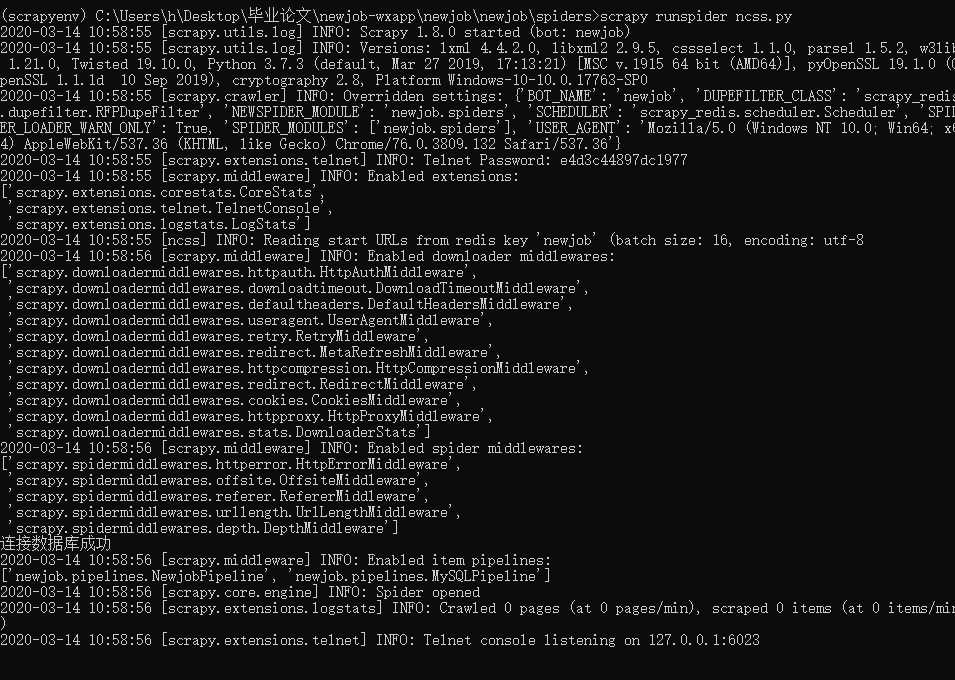 (scrapyenv) C:\Users\h\Desktop\毕业论文\newjob-wxapp\newjob\newjob\spiders>scrapy runspider ncss.py
2020-03-14 10:58:55 [scrapy.utils.log] INFO: Scrapy 1.8.0 started (bot: newjob)
2020-03-14 10:58:55 [scrapy.utils.log] INFO: Versions: lxml 4.4.2.0, libxml2 2.9.5, cssselect 1.1.0, parsel 1.5.2, w3lib
 1.21.0, Twisted 19.10.0, Python 3.7.3 (default, Mar 27 2019, 17:13:21) [MSC v.1915 64 bit (AMD64)], pyOpenSSL 19.1.0 (O
penSSL 1.1.1d  10 Sep 2019), cryptography 2.8, Platform Windows-10-10.0.17763-SP0
2020-03-14 10:58:55 [scrapy.crawler] INFO: Overridden settings: {'BOT_NAME': 'newjob', 'DUPEFILTER_CLASS': 'scrapy_redis
.dupefilter.RFPDupeFilter', 'NEWSPIDER_MODULE': 'newjob.spiders', 'SCHEDULER': 'scrapy_redis.scheduler.Scheduler', 'SPID
ER_LOADER_WARN_ONLY': True, 'SPIDER_MODULES': ['newjob.spiders'], 'USER_AGENT': 'Mozilla/5.0 (Windows NT 10.0; Win64; x6
4) AppleWebKit/537.36 (KHTML, like Gecko) Chrome/76.0.3809.132 Safari/537.36'}
2020-03-14 10:58:55 [scrapy.extensions.telnet] INFO: Telnet Password: e4d3c44897dc1977
2020-03-14 10:58:55 [scrapy.middleware] INFO: Enabled extensions:
['scrapy.extensions.corestats.CoreStats',
 'scrapy.extensions.telnet.TelnetConsole',
 'scrapy.extensions.logstats.LogStats']
2020-03-14 10:58:55 [ncss] INFO: Reading start URLs from redis key 'newjob' (batch size: 16, encoding: utf-8
2020-03-14 10:58:56 [scrapy.middleware] INFO: Enabled downloader middlewares:
['scrapy.downloadermiddlewares.httpauth.HttpAuthMiddleware',
 'scrapy.downloadermiddlewares.downloadtimeout.DownloadTimeoutMiddleware',
 'scrapy.downloadermiddlewares.defaultheaders.DefaultHeadersMiddleware',
 'scrapy.downloadermiddlewares.useragent.UserAgentMiddleware',
 'scrapy.downloadermiddlewares.retry.RetryMiddleware',
 'scrapy.downloadermiddlewares.redirect.MetaRefreshMiddleware',
 'scrapy.downloadermiddlewares.httpcompression.HttpCompressionMiddleware',
 'scrapy.downloadermiddlewares.redirect.RedirectMiddleware',
 'scrapy.downloadermiddlewares.cookies.CookiesMiddleware',
 'scrapy.downloadermiddlewares.httpproxy.HttpProxyMiddleware',
 'scrapy.downloadermiddlewares.stats.DownloaderStats']
2020-03-14 10:58:56 [scrapy.middleware] INFO: Enabled spider middlewares:
['scrapy.spidermiddlewares.httperror.HttpErrorMiddleware',
 'scrapy.spidermiddlewares.offsite.OffsiteMiddleware',
 'scrapy.spidermiddlewares.referer.RefererMiddleware',
 'scrapy.spidermiddlewares.urllength.UrlLengthMiddleware',
 'scrapy.spidermiddlewares.depth.DepthMiddleware']
连接数据库成功
2020-03-14 10:58:56 [scrapy.middleware] INFO: Enabled item pipelines:
['newjob.pipelines.NewjobPipeline', 'newjob.pipelines.MySQLPipeline']
2020-03-14 10:58:56 [scrapy.core.engine] INFO: Spider opened
2020-03-14 10:58:56 [scrapy.extensions.logstats] INFO: Crawled 0 pages (at 0 pages/min), scraped 0 items (at 0 items/min
)
2020-03-14 10:58:56 [scrapy.extensions.telnet] INFO: Telnet console listening on 127.0.0.1:6023